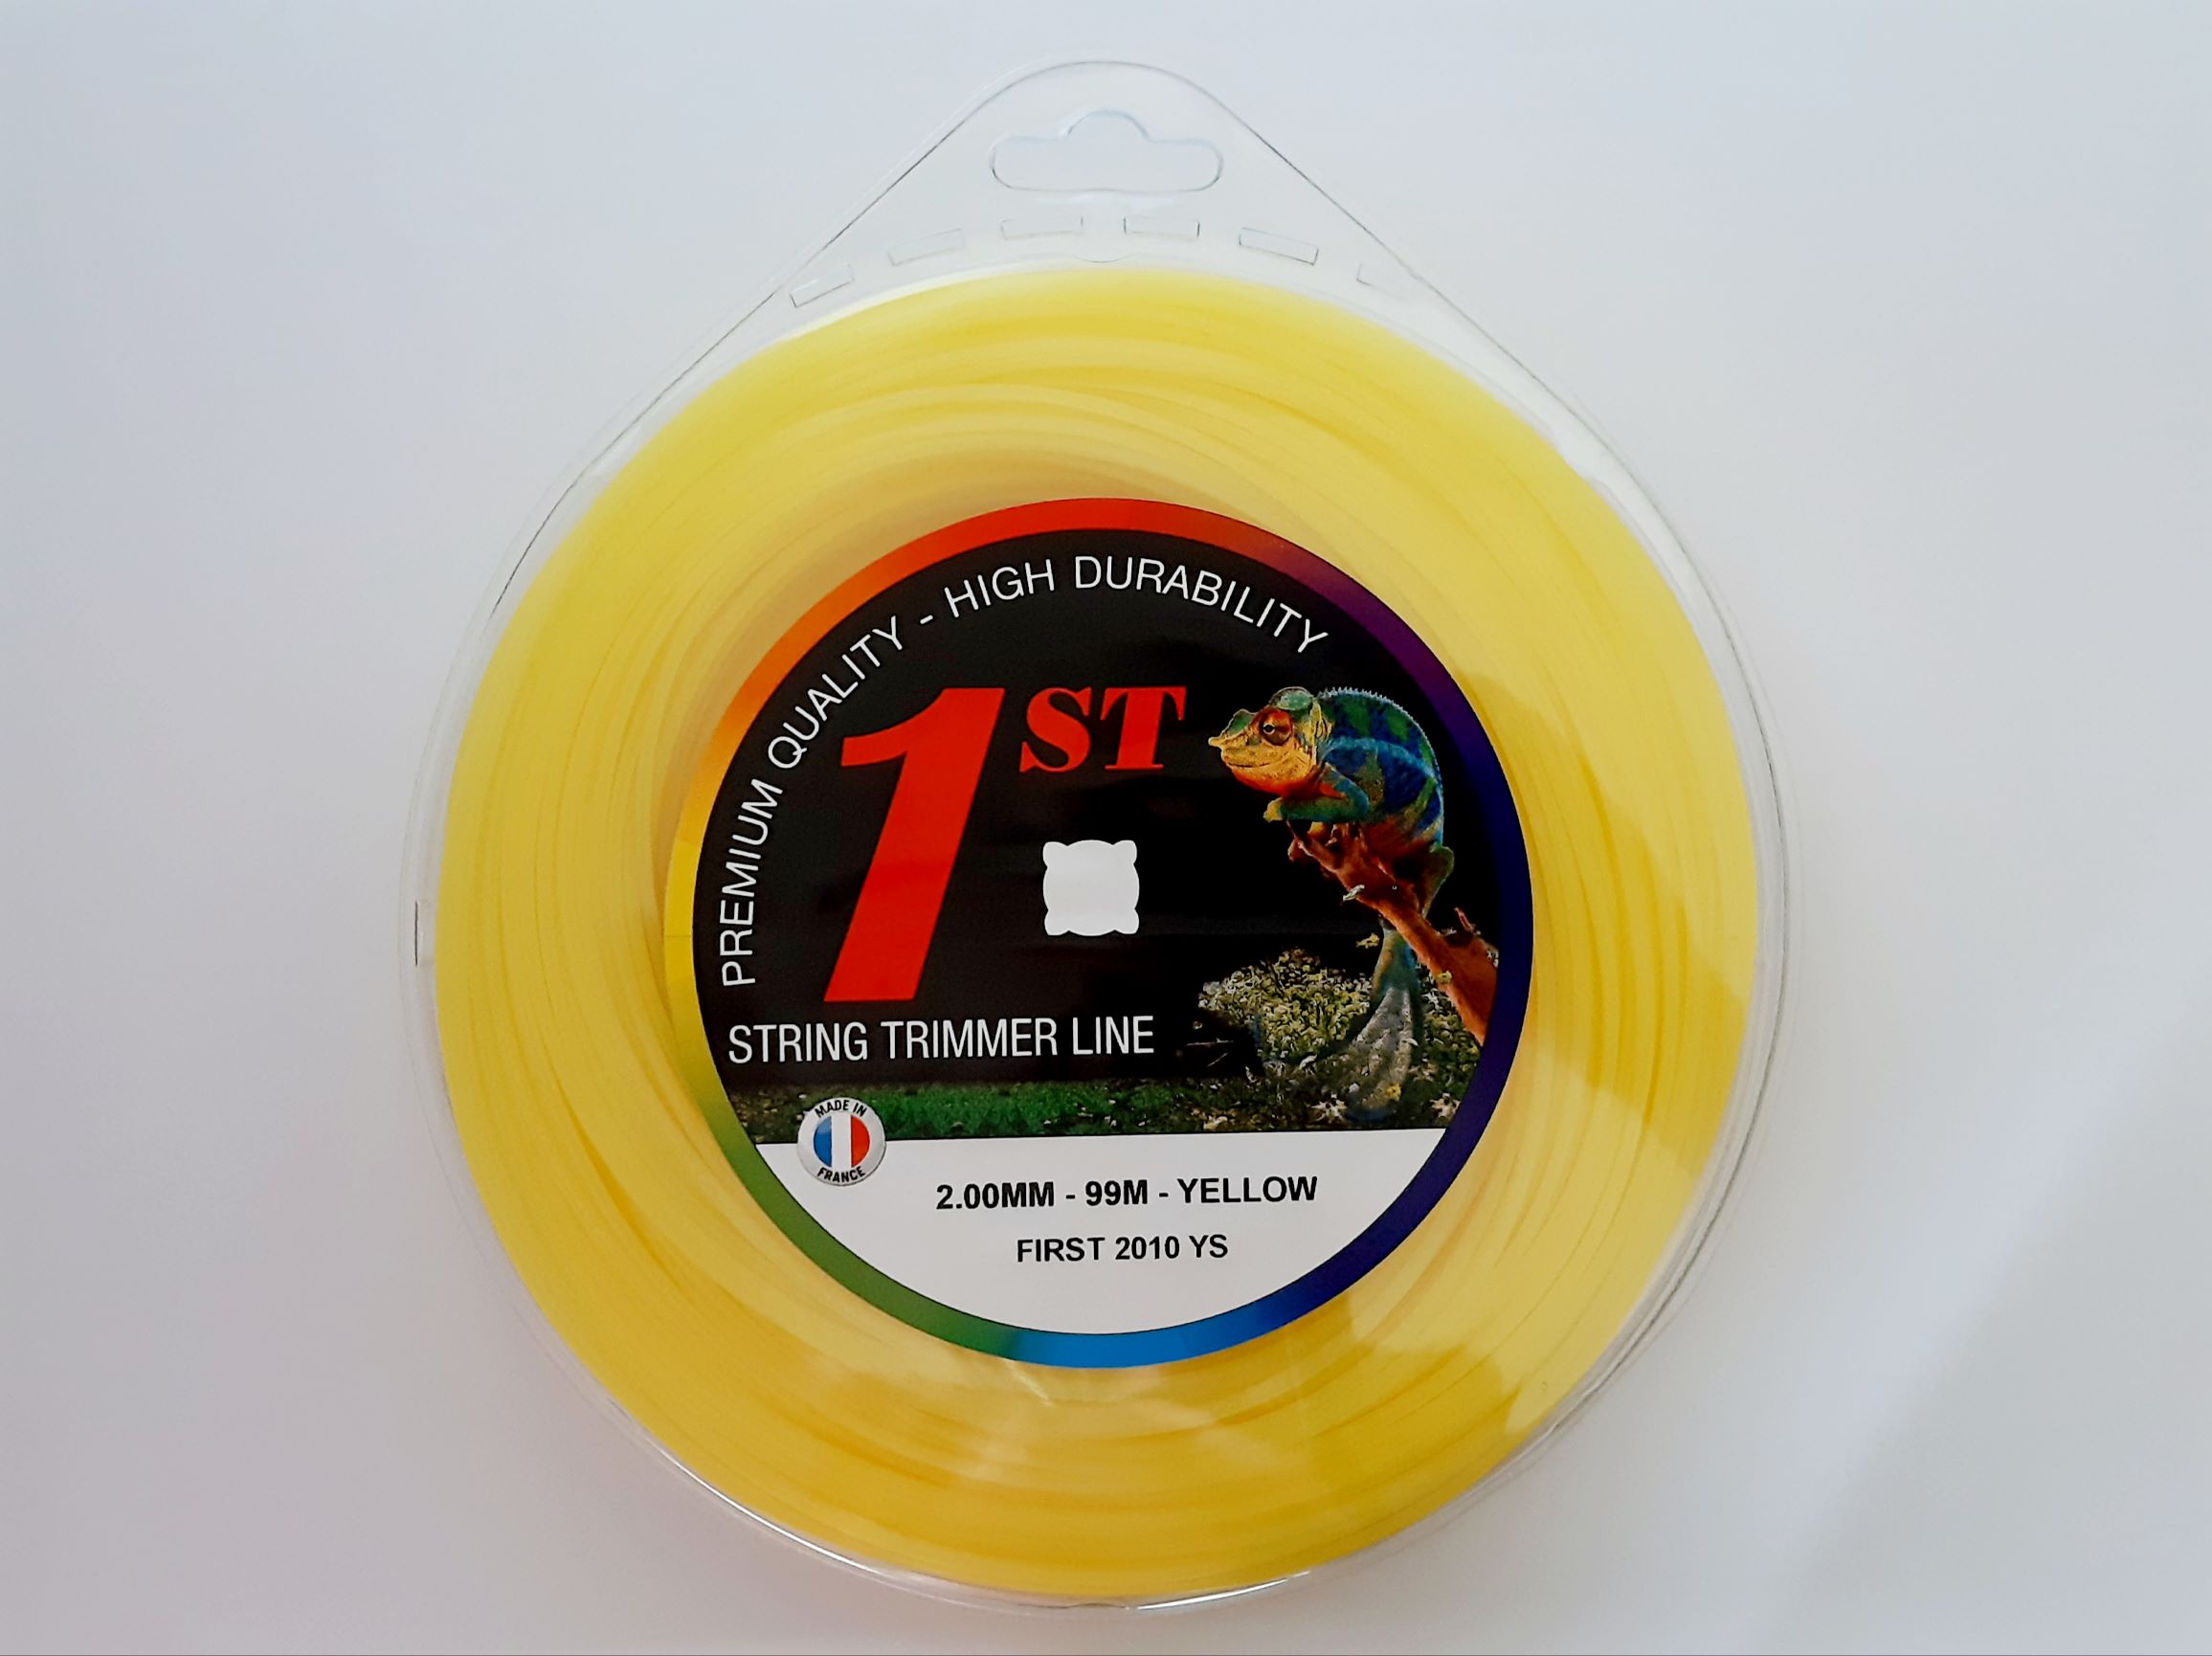 PREMIUM QUALITY - HIGH DURABILITY
1ST
STRING TRIMMER LINE
MADE IN
FRANCE
2.00MM - 99M - YELLOW
FIRST 2010 YS